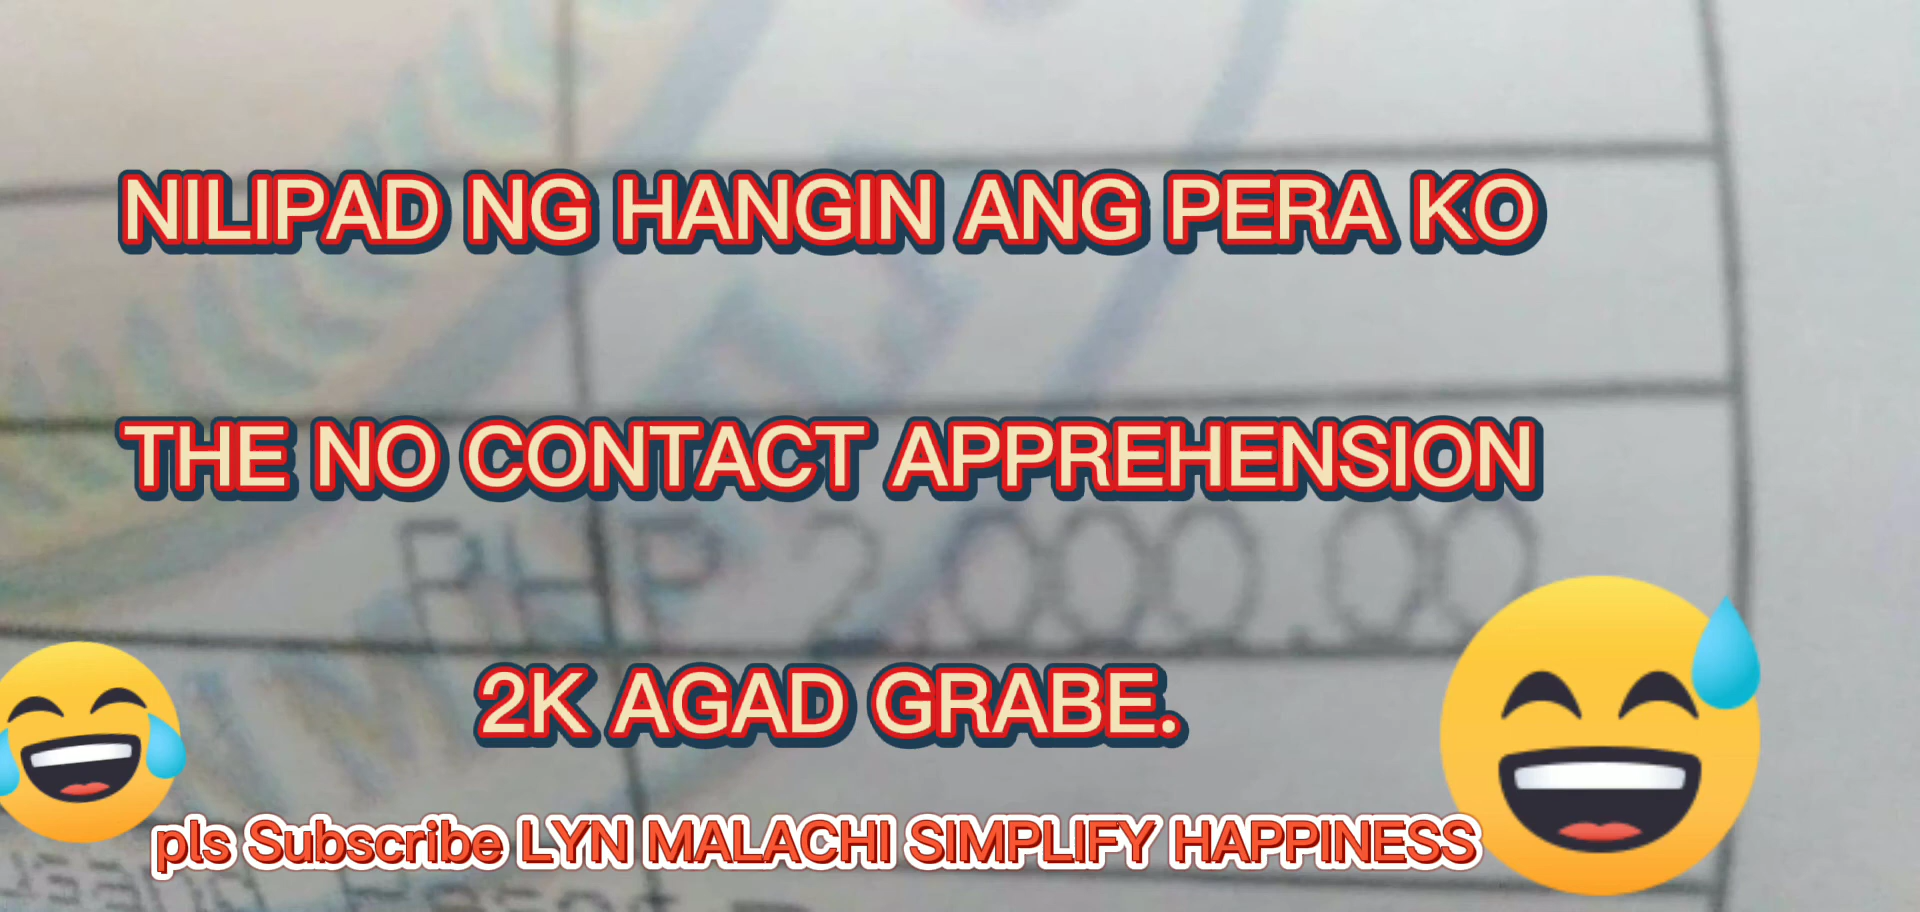 NILIPAD NG HANGIN ANG PERA KO
THE NO CONTACT APPREHENSION
PHP 2,000.00
2K AGAD GRABE.
pls Subscribe LYN MALACHI SIMPLIFY HAPPINESS